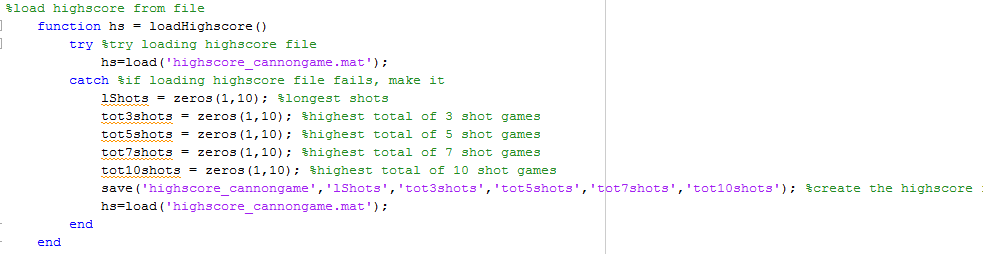 %load highscore from file
function hs = loadHighscore()
try %try loading highscore file
hs=load('highscore_cannongame.mat');
catch %if loading highscore file fails, make it
lShots = zeros(1,10); %longest shots
tot3shots = zeros(1,10); %highest total of 3 shot games
tot5shots = zeros(1,10); %highest total of 5 shot games
tot7shots = zeros(1,10); %highest total of 7 shot games
tot10shots = zeros(1,10); %highest total of 10 shot games
save('highscore_cannongame','lShots','tot3shots','tot5shots','tot7shots','tot10shots'); %create the highscore
hs=load('highscore_cannongame.mat');
end
end